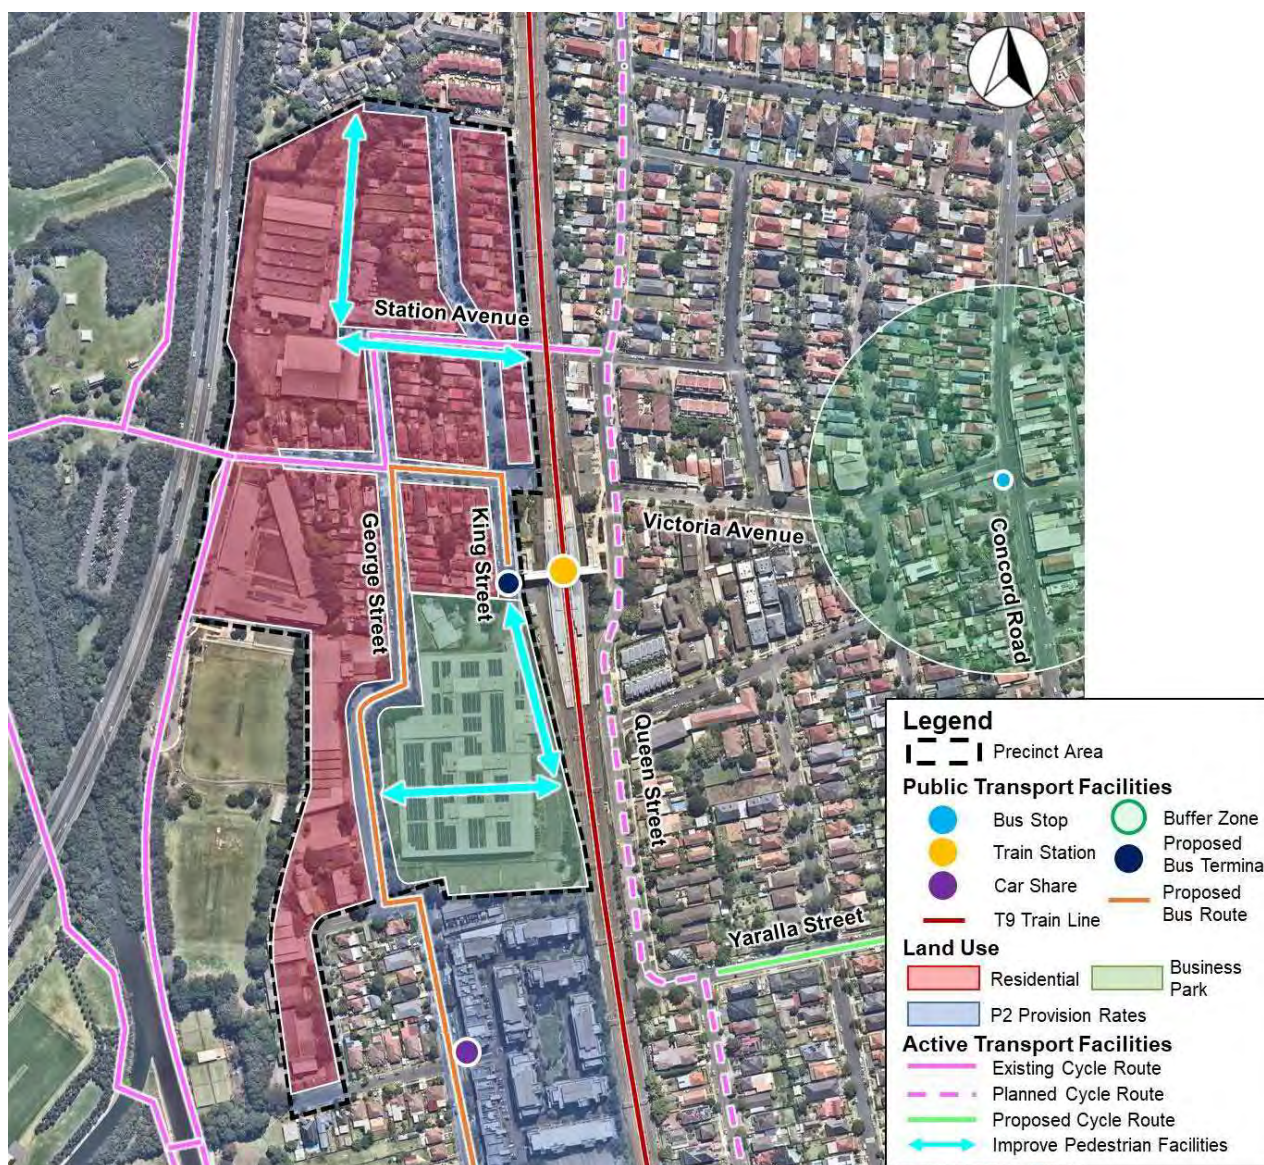 Station Avenue
Victoria Avenue
King Street
George Street
Concord Road
Queen Street
Yaralla Street
Legend
Precinct Area
Public Transport Facilities
Bus Stop
Buffer Zone
Train Station
Proposed
Bus Termina
Car Share
Proposed
Bus Route
T9 Train Line
Land Use
Residential
Business
Park
P2 Provision Rates
Active Transport Facilities
Existing Cycle Route
Planned Cycle Route
Proposed Cycle Route
Improve Pedestrian Facilities